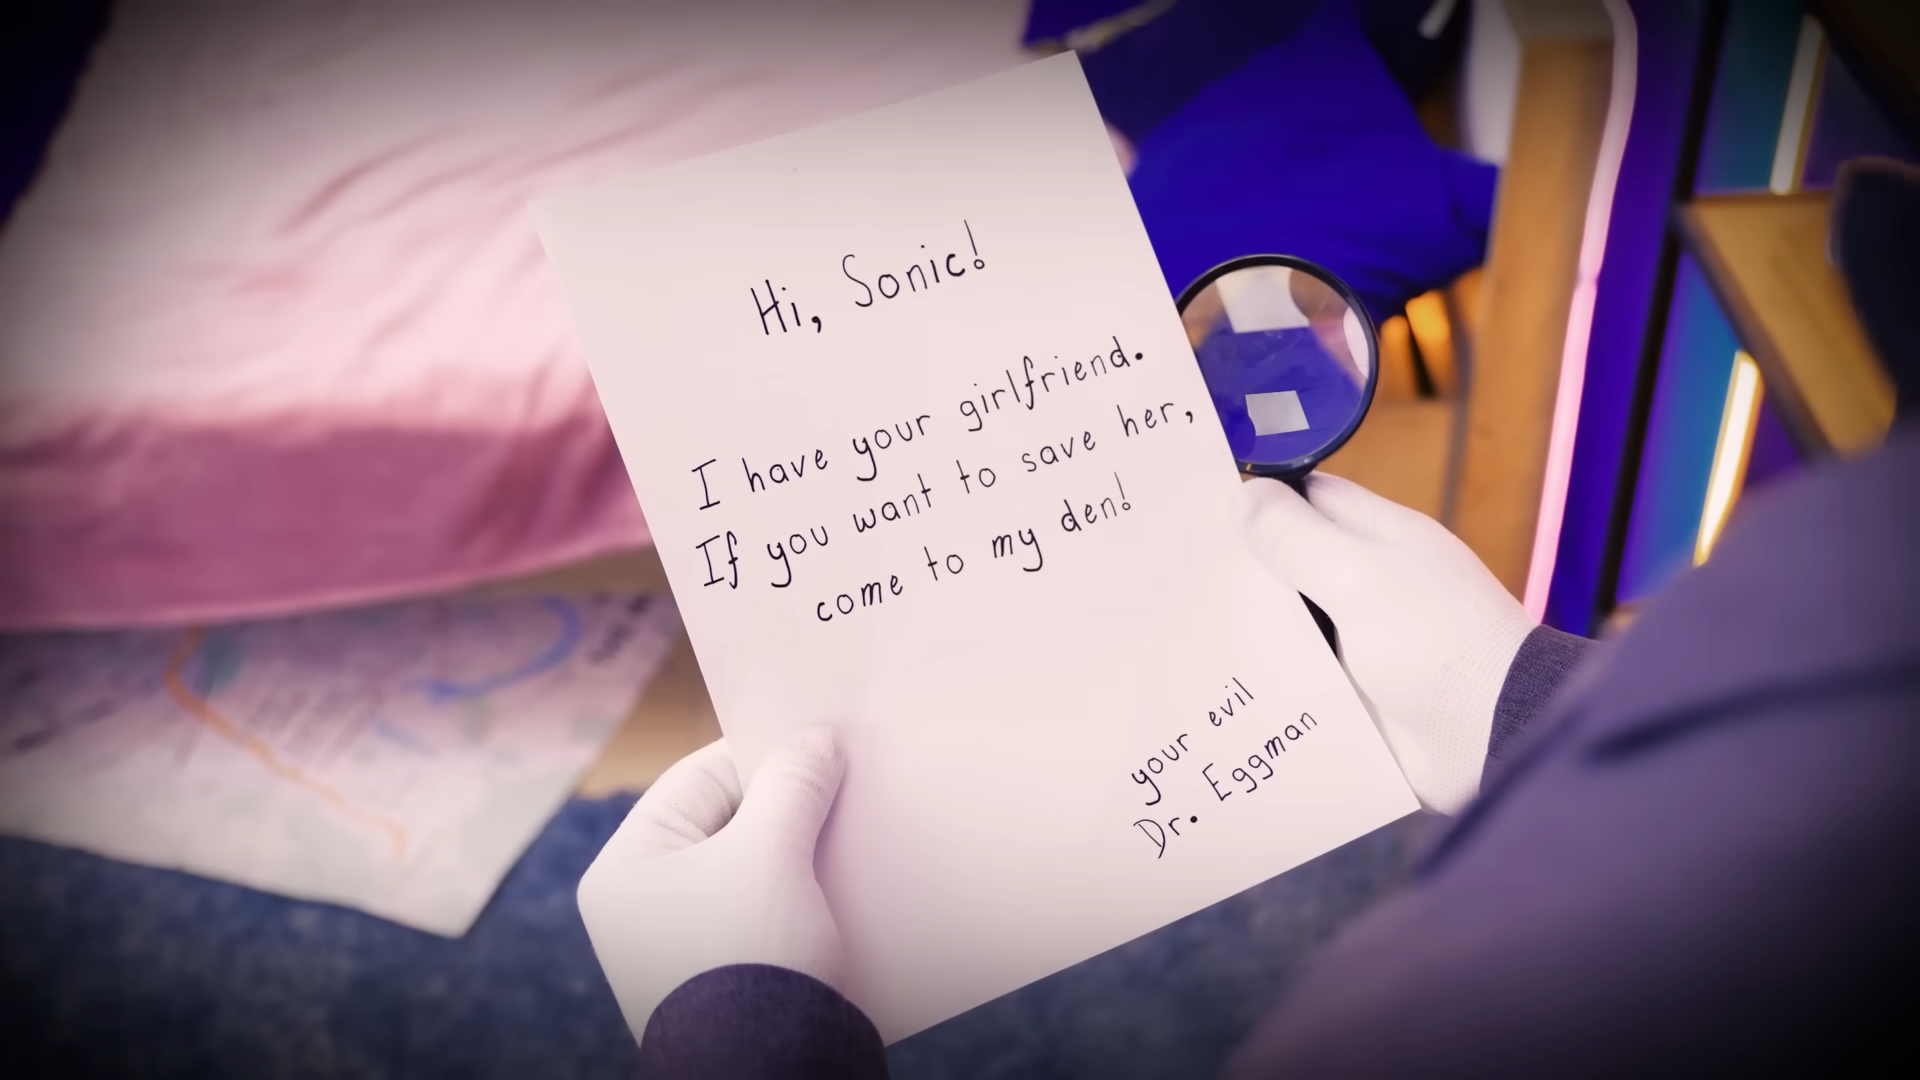 Hi, Sonic!
I have your girlfriend.
If you want to save her,
come to my den!
your evil
Dr. Eggman